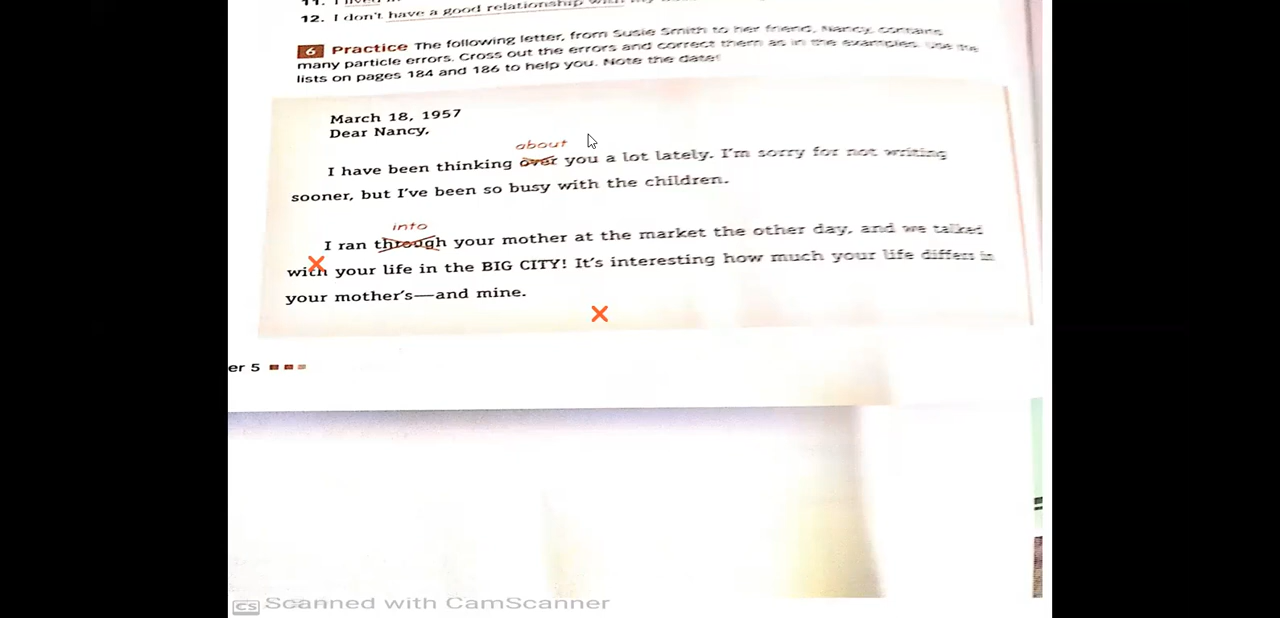 12. I don't have a good relationship with my
6 Practice The following letter, from Susie Smith to her friend, Nancy, contains
many particle errors. Cross out the errors and correct them as in the examples. Use the
lists on pages 184 and 186 to help you. Note the date!
March 18, 1957
Dear Nancy,
about
I have been thinking over you a lot lately. I'm sorry for not writing
sooner, but I've been so busy with the children.
into
I ran through your mother at the market the other day, and we talked
with your life in the BIG CITY! It's interesting how much your life differs in
your mother's—and mine.
er 5
CS Scanned with CamScanner